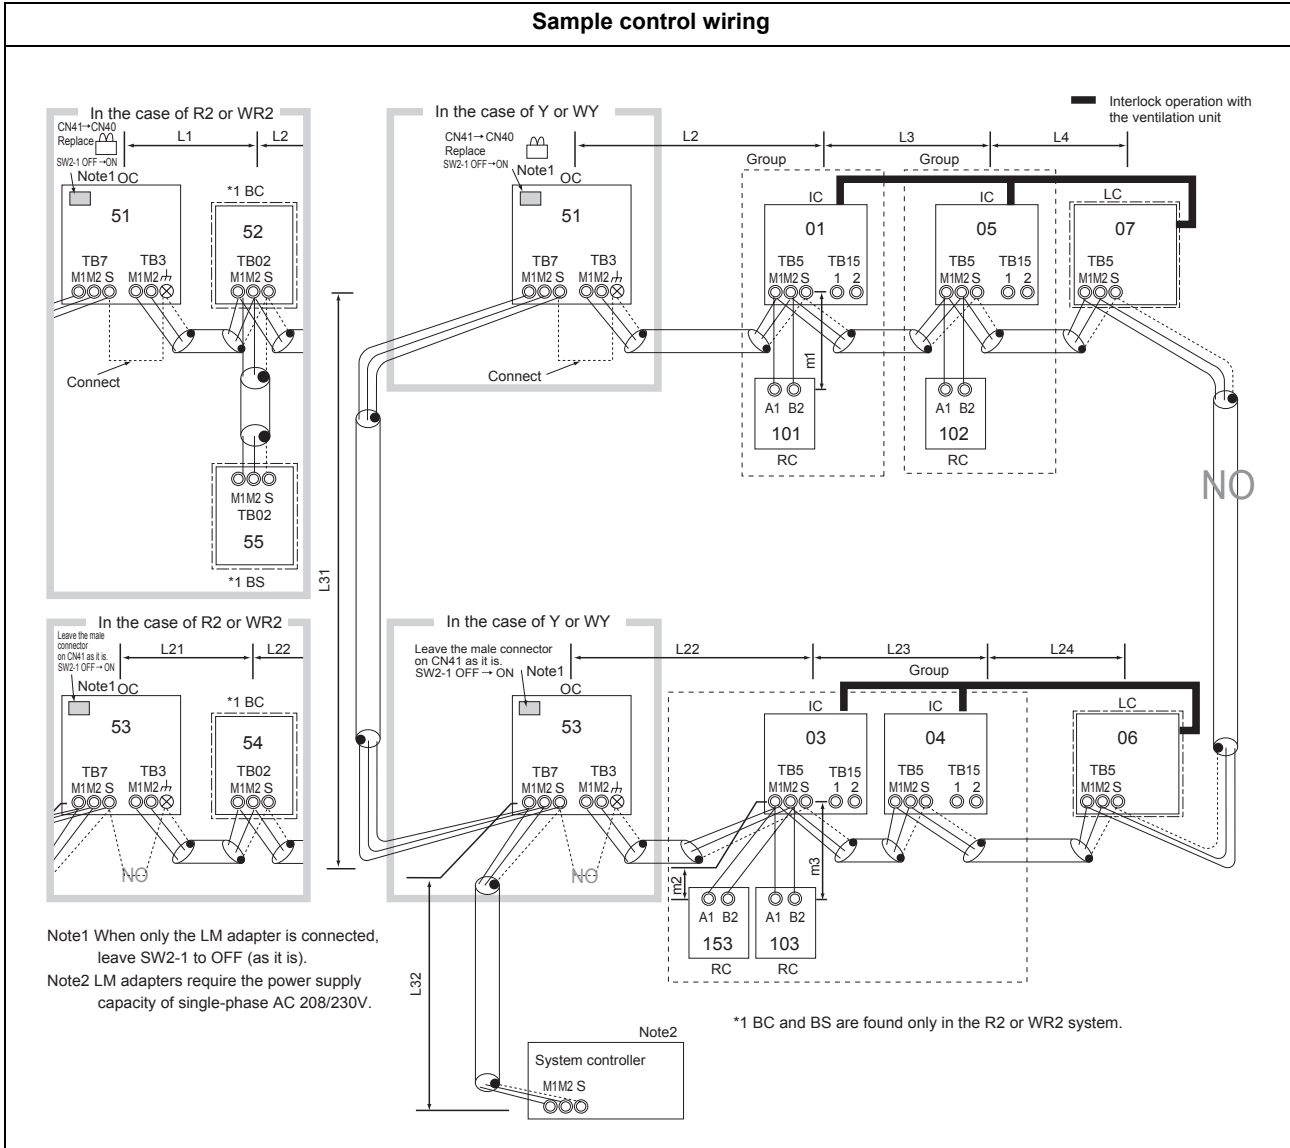 Sample control wiring
In the case of R2 or WR2
CN41→CN40
Replace
SW2-1 OFF→ON
L1
L2
Note1
OC
*1 BC
51
52
TB7
TB3
TB02
M1M2 S
M1M2
M1M2 S
Connect
M1M2 S
TB02
55
*1 BS
In the case of Y or WY
CN41→CN40
Replace
SW2-1 OFF→ON
Note1
OC
51
TB7
TB3
M1M2 S
M1M2
Connect
L2
L3
L4
Interlock operation with
the ventilation unit
Group
Group
IC
IC
LC
01
05
07
TB5
TB15
TB5
TB15
TB5
M1M2 S
1 2
M1M2 S
1 2
M1M2 S
m1
A1 B2
A1 B2
101
102
RC
RC
NO
L31
In the case of R2 or WR2
Leave the male
connector
on CN41 as it is.
SW2-1 OFF→ON
L21
L22
Note1
OC
*1 BC
53
54
TB7
TB3
TB02
M1M2 S
M1M2
M1M2 S
NO
In the case of Y or WY
Leave the male connector
on CN41 as it is.
SW2-1 OFF→ON
Note1
OC
53
TB7
TB3
M1M2 S
M1M2
NO
L22
L23
L24
Group
IC
IC
LC
03
04
06
TB5
TB15
TB5
TB15
TB5
M1M2 S
1 2
M1M2 S
1 2
M1M2 S
m2
m3
A1 B2
A1 B2
153
103
RC
RC
Note1 When only the LM adapter is connected,
leave SW2-1 to OFF (as it is).
Note2 LM adapters require the power supply
capacity of single-phase AC 208/230V.
L32
*1 BC and BS are found only in the R2 or WR2 system.
Note2
System controller
M1M2 S